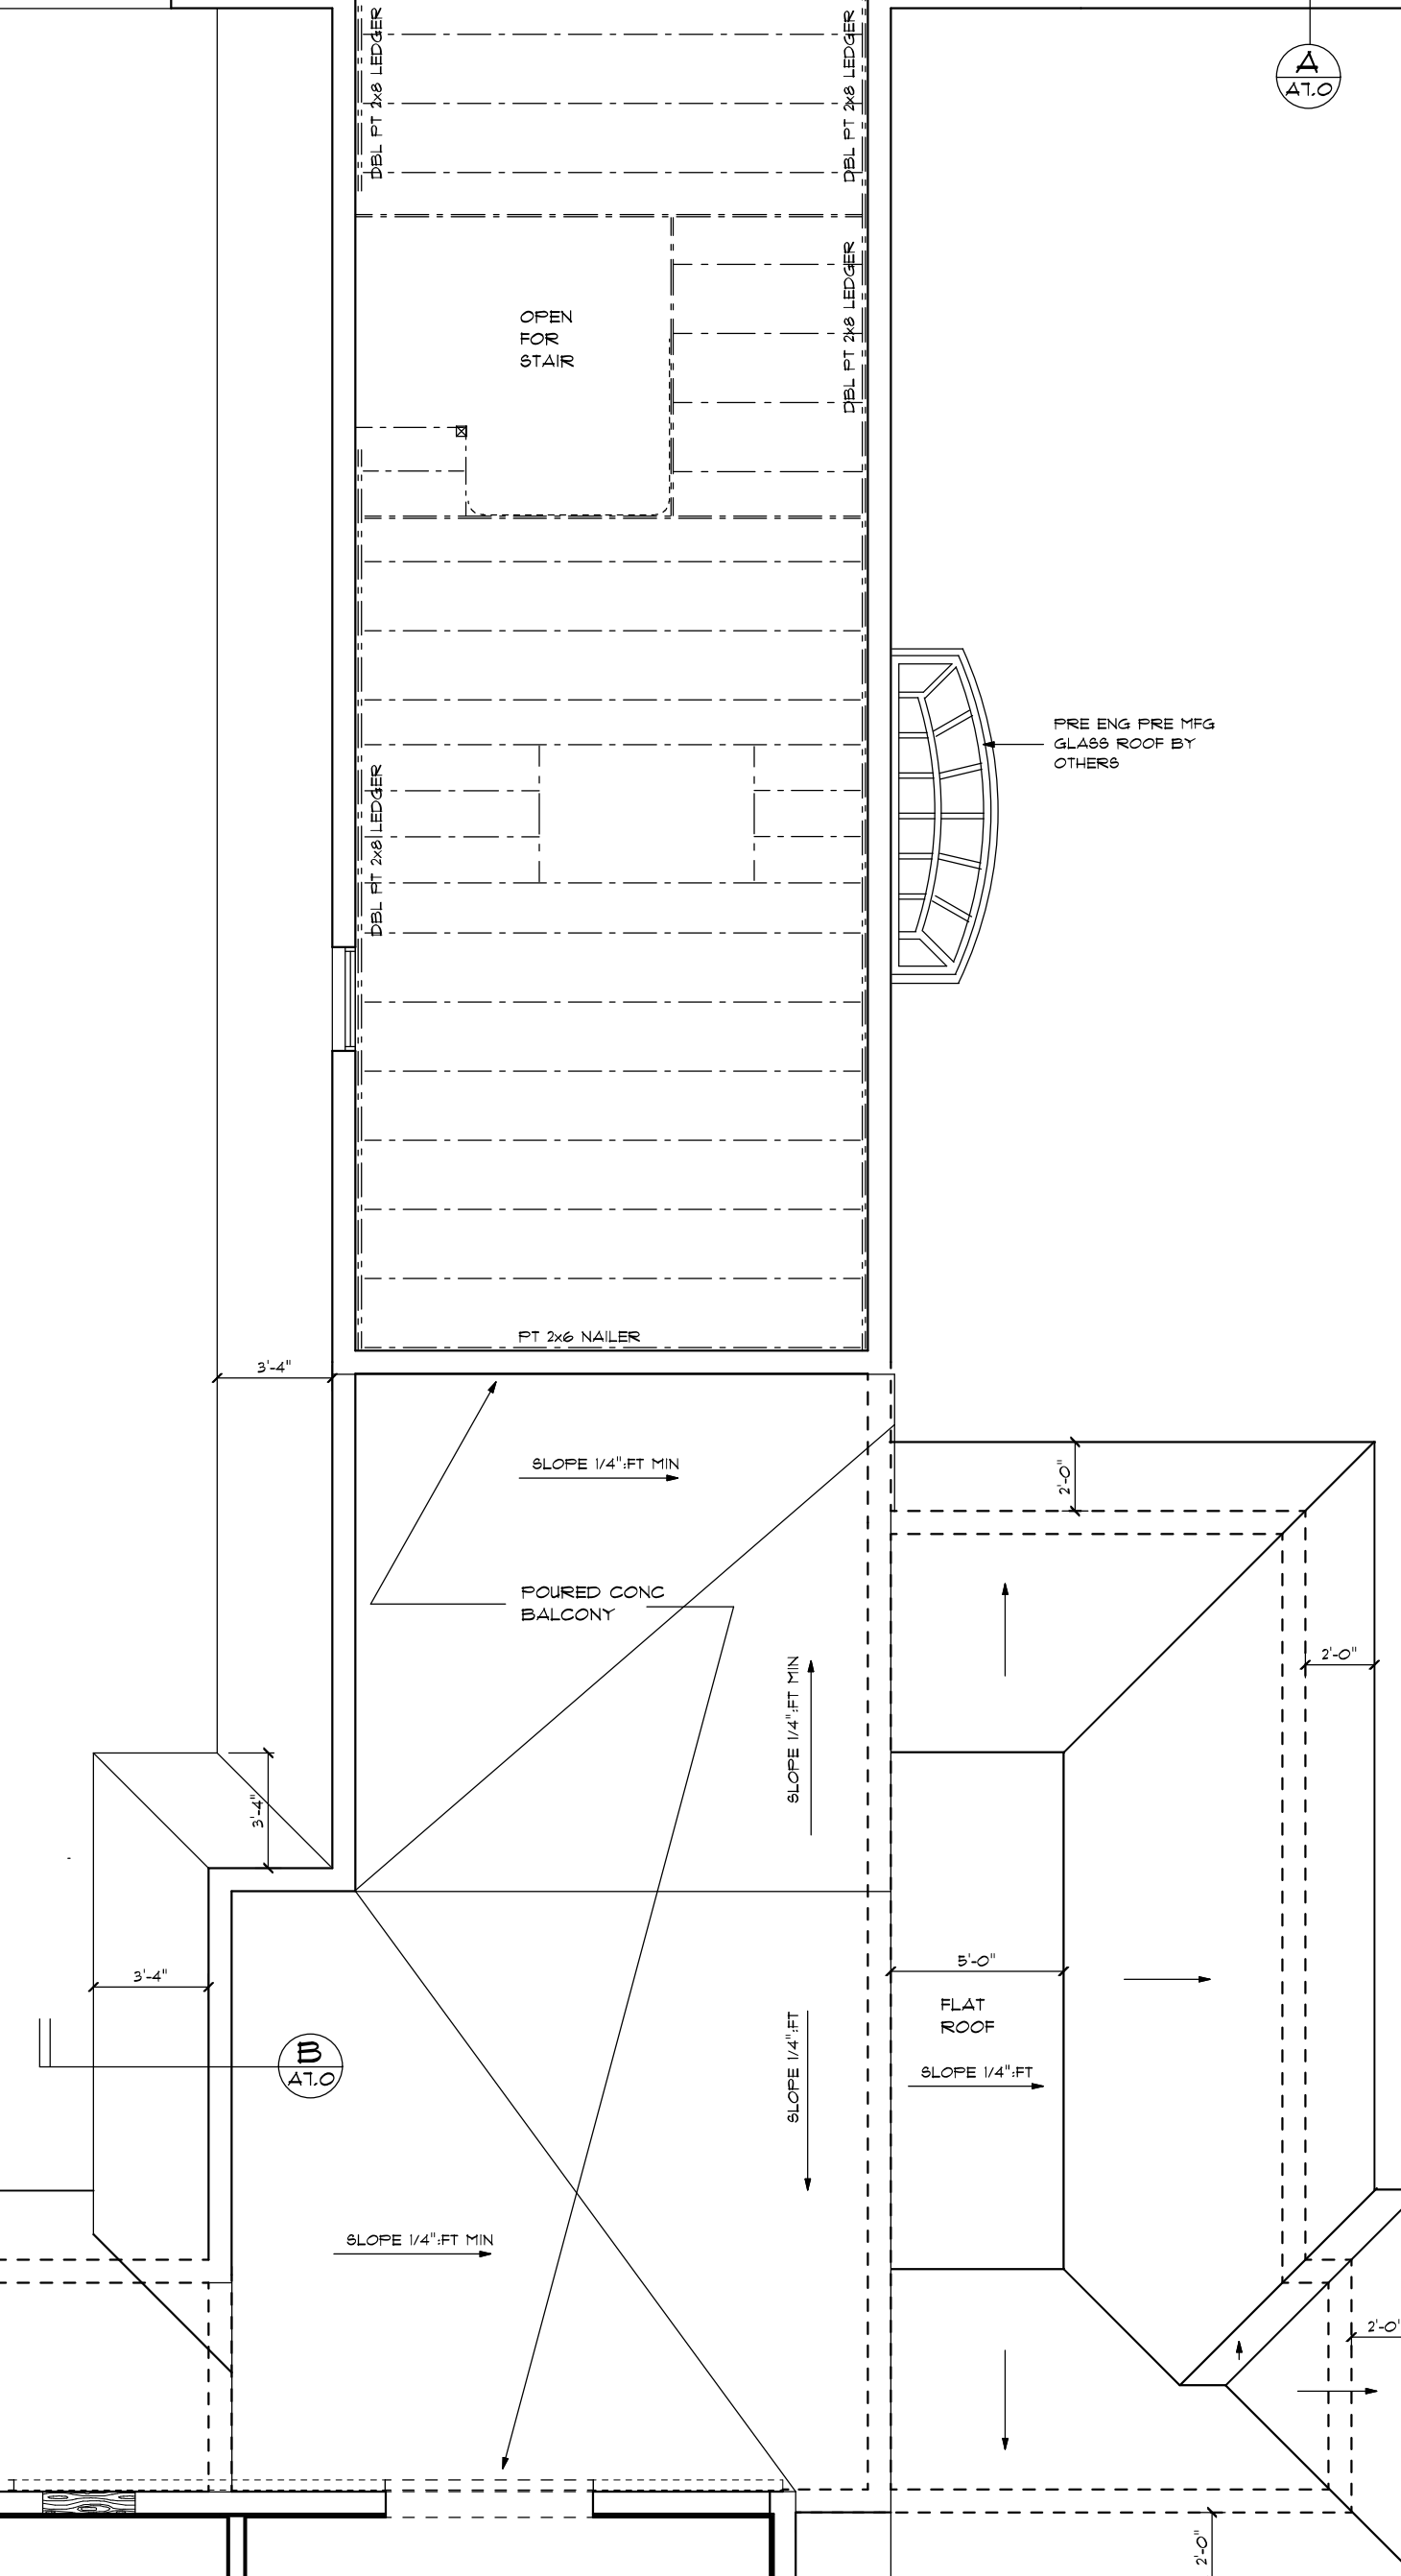 DBL PT 2x8 LEDGER
DBL PT 2x8 LEDGER
A
A7.0
DBL PT 2x8 LEDGER
OPEN
FOR
STAIR
PRE ENG PRE MFG
GLASS ROOF BY
OTHERS
DBL PT 2x8 LEDGER
PT 2x6 NAILER
3'-4"
SLOPE 1/4":FT MIN
2'-0"
POURED CONC
BALCONY
2'-0"
SLOPE 1/4":FT MIN
3'-4"
3'-4"
5'-0"
FLAT
ROOF
SLOPE 1/4":FT
B
A7.0
SLOPE 1/4":FT
SLOPE 1/4":FT MIN
2'-0'
2'-0"